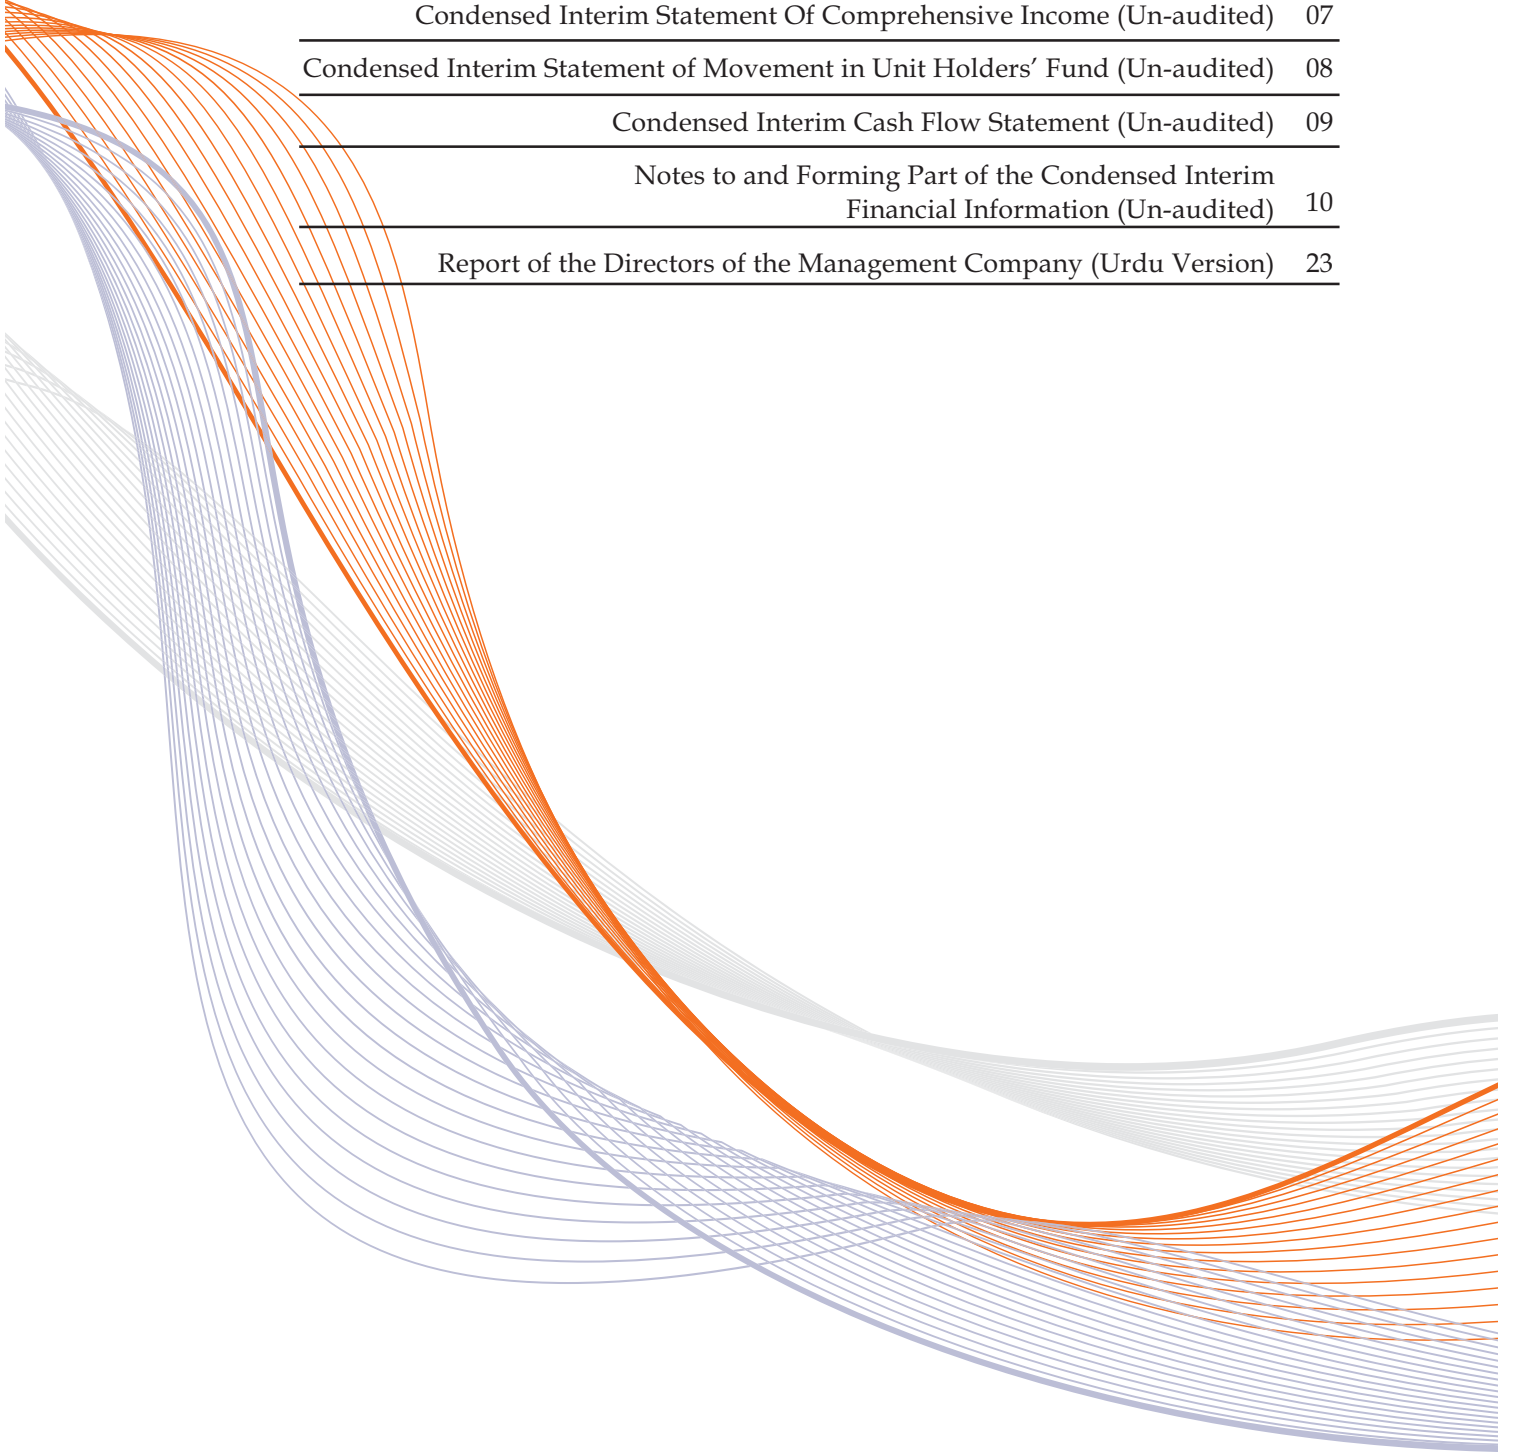 Condensed Interim Statement Of Comprehensive Income (Un-audited) 07
Condensed Interim Statement of Movement in Unit Holders’ Fund (Un-audited) 08
Condensed Interim Cash Flow Statement (Un-audited) 09
Notes to and Forming Part of the Condensed Interim
Financial Information (Un-audited) 10
Report of the Directors of the Management Company (Urdu Version) 23